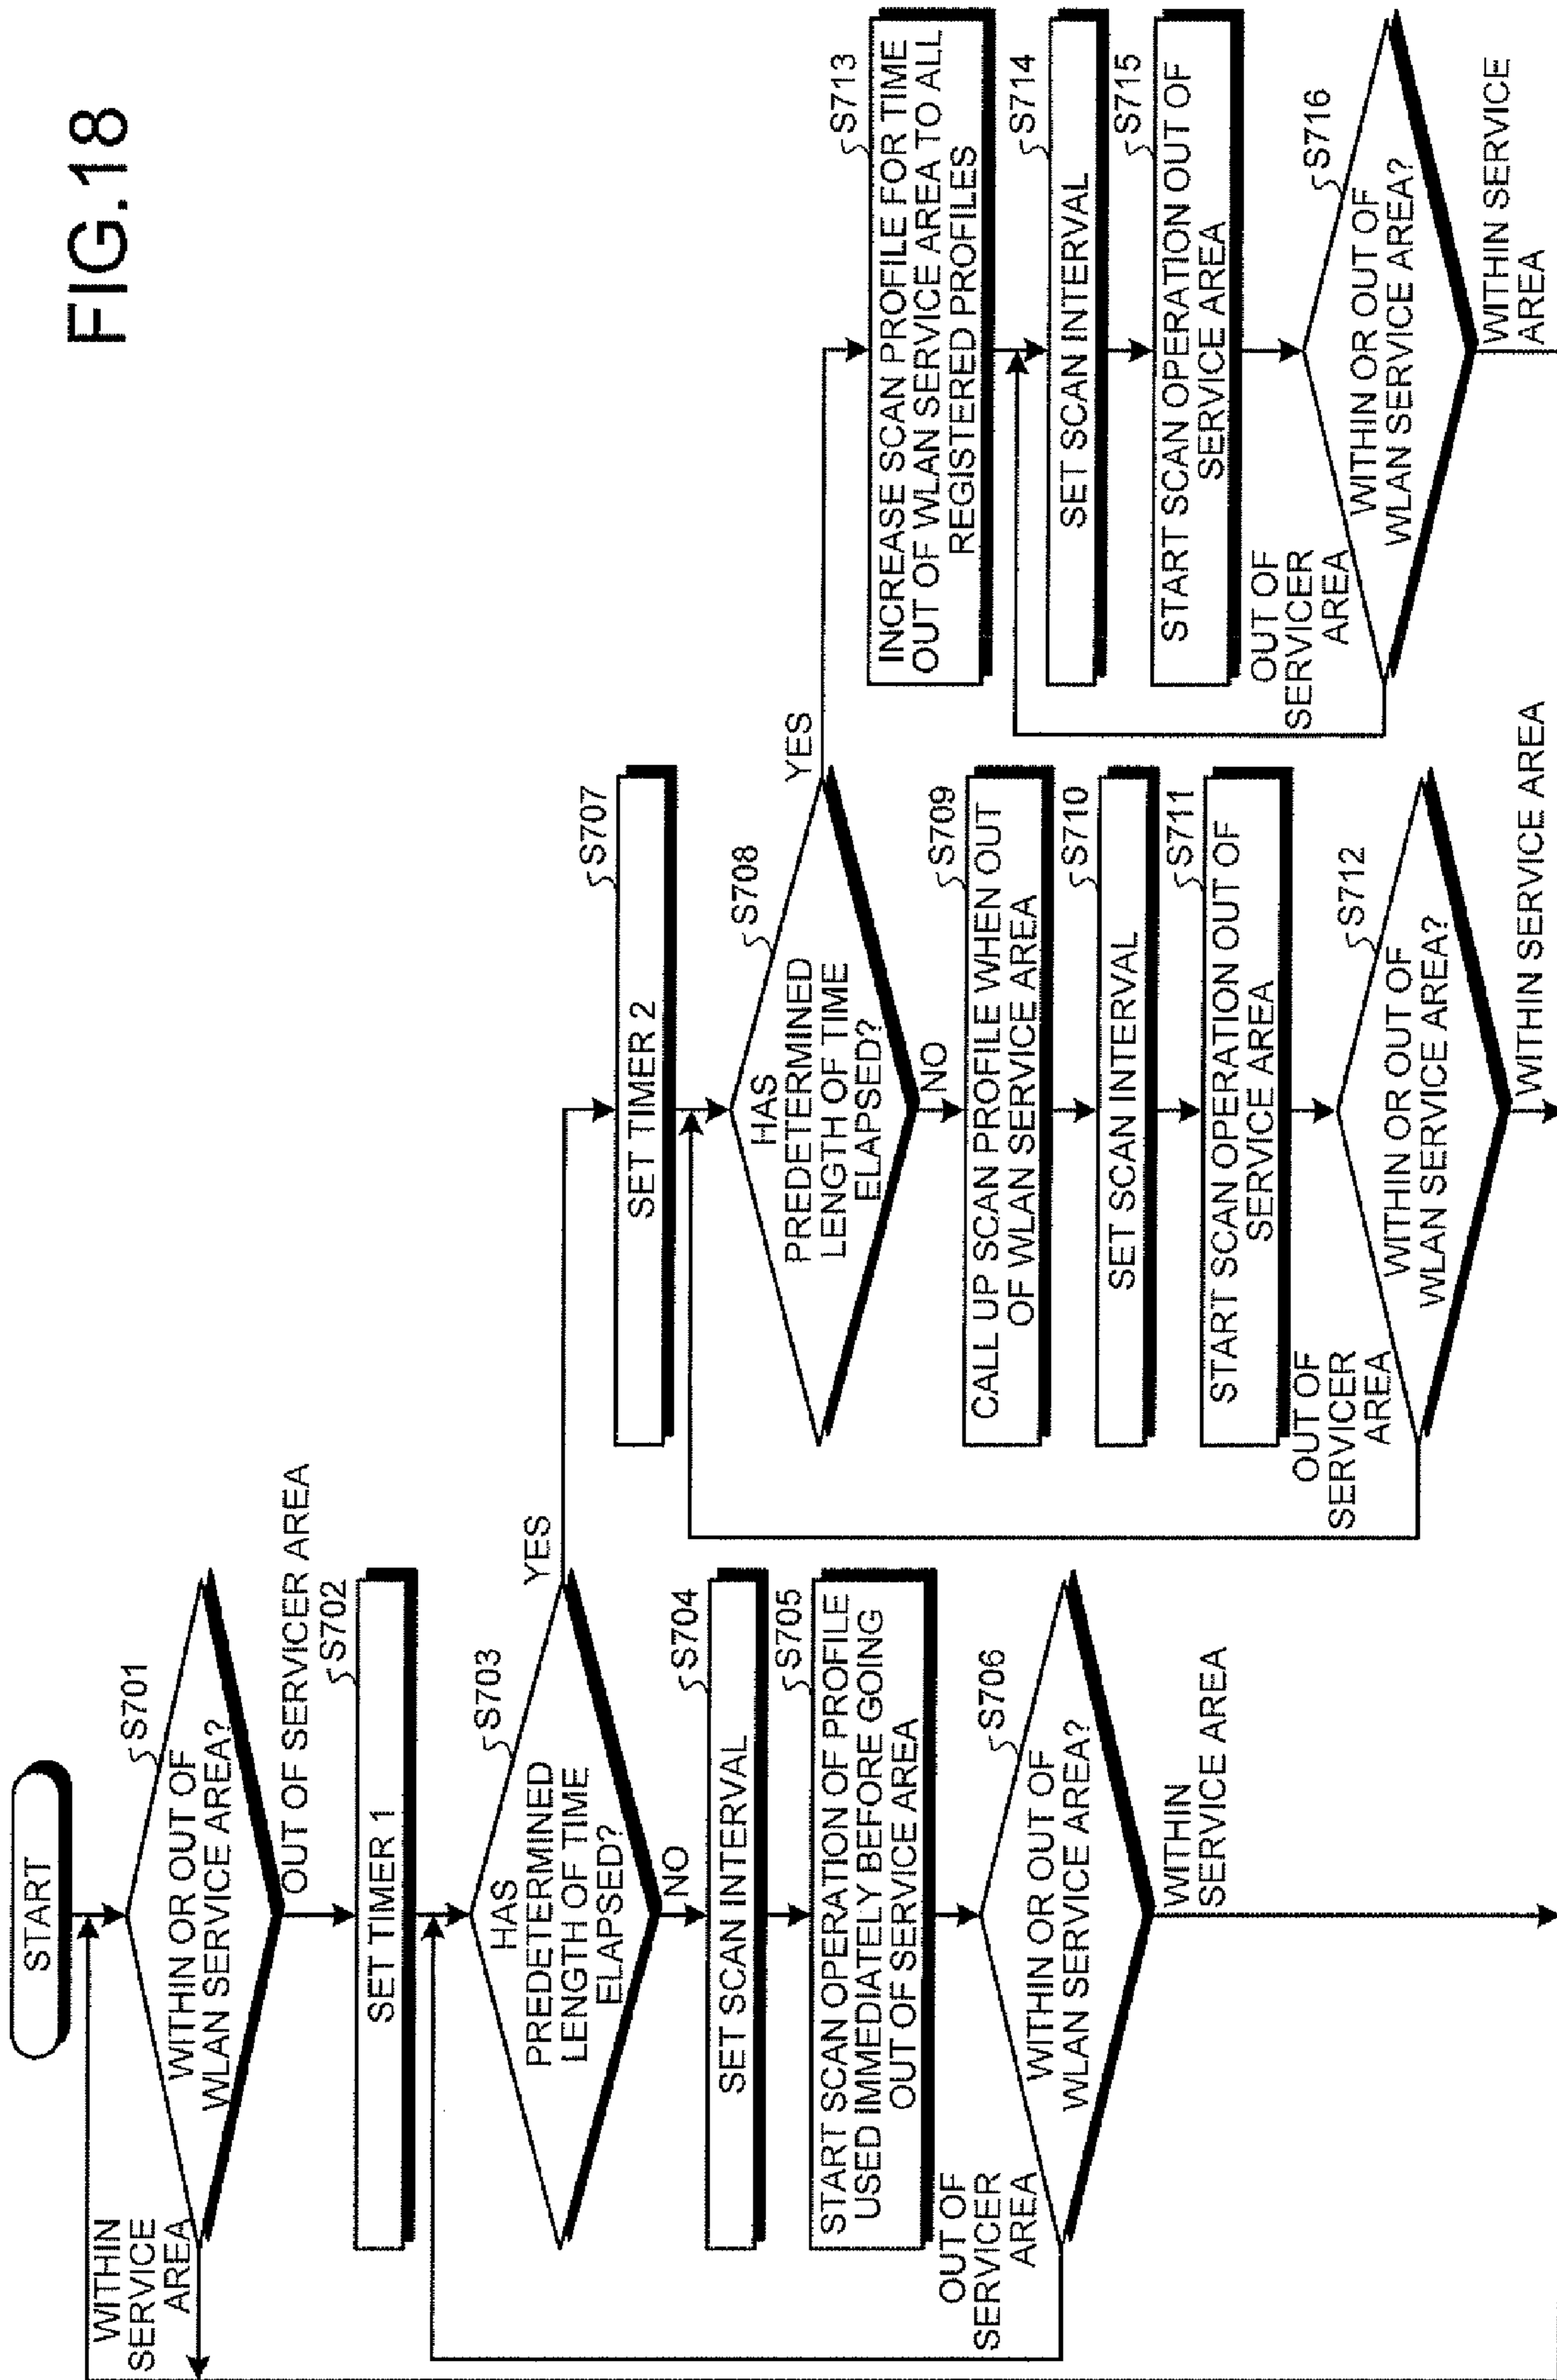 FIG.18
START
S701
WITHIN OR OUT OF
WLAN SERVICE AREA?
WITHIN
SERVICE
AREA
OUT OF SERVICER AREA
S702
SET TIMER 1
S703
HAS
PREDETERMINED
LENGTH OF TIME
ELAPSED?
YES
NO
S704
SET SCAN INTERVAL
S705
START SCAN OPERATION OF PROFILE
USED IMMEDIATELY BEFORE GOING
OUT OF SERVICE AREA
S706
WITHIN OR OUT OF
WLAN SERVICE AREA?
OUT OF
SERVICER
AREA
WITHIN
SERVICE AREA
S707
SET TIMER 2
S708
HAS
PREDETERMINED
LENGTH OF TIME
ELAPSED?
YES
NO
S709
CALL UP SCAN PROFILE WHEN OUT
OF WLAN SERVICE AREA
S710
SET SCAN INTERVAL
S711
START SCAN OPERATION OUT OF
SERVICE AREA
S712
WITHIN OR OUT OF
WLAN SERVICE AREA?
OUT OF
SERVICER
AREA
WITHIN SERVICE AREA
S713
INCREASE SCAN PROFILE FOR TIME
OUT OF WLAN SERVICE AREA TO ALL
REGISTERED PROFILES
S714
SET SCAN INTERVAL
S715
START SCAN OPERATION OUT OF
SERVICE AREA
S716
WITHIN OR OUT OF
WLAN SERVICE AREA?
OUT OF
SERVICER
AREA
WITHIN SERVICE
AREA